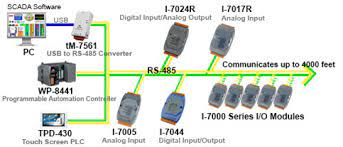 SCADA Software
PC
USB
tM-7561
USB to RS-485 Converter
I-7024R
Digital Input/Output
/Analog Output
I-7017R
Analog Input
WP-8441
Programmable Automation Controller
RS-485
Communicates up to 4000 feet
TPD-430
Touch Screen PLC
I-7005
Analog Input
I-7044
Digital Input/Output
I-7000 Series I/O Modules